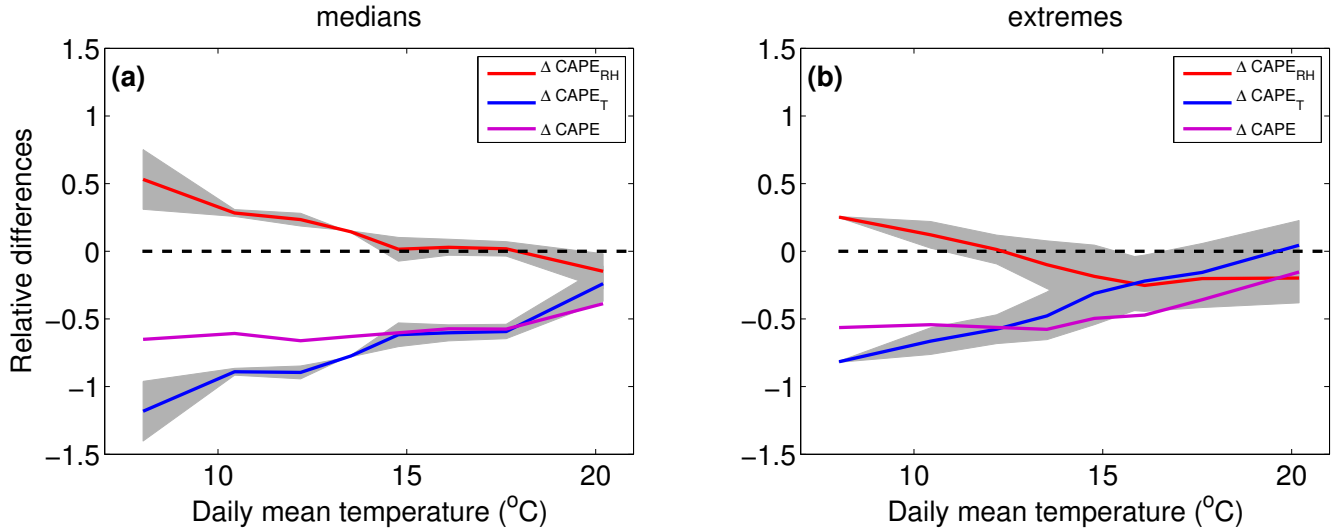 medians
1.5
1
0.5
0
−0.5
−1
−1.5
Relative differences
(a)
Δ CAPE_RH
Δ CAPE_T
Δ CAPE
10
15
20
Daily mean temperature (°C)
extremes
1.5
1
0.5
0
−0.5
−1
−1.5
(b)
Δ CAPE_RH
Δ CAPE_T
Δ CAPE
10
15
20
Daily mean temperature (°C)